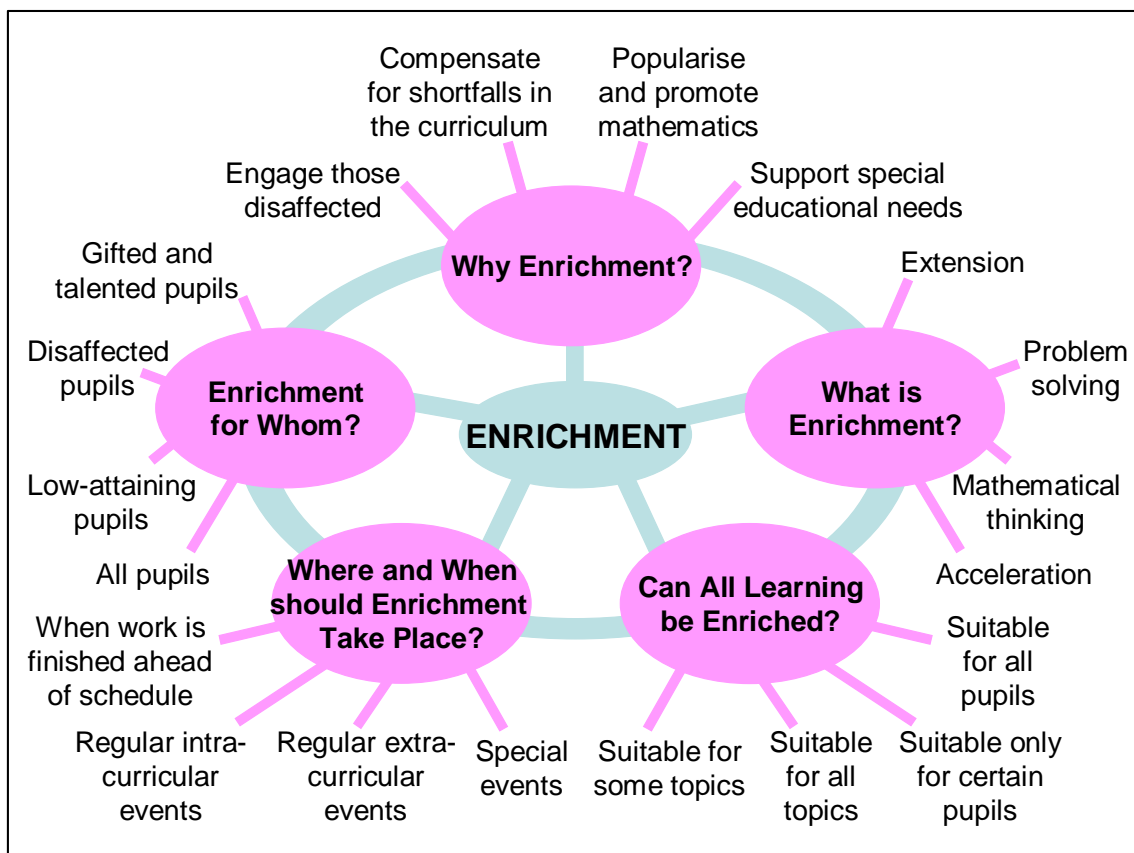 Compensate
for shortfalls in
the curriculum
Popularise
and promote
mathematics
Engage those
disaffected
Support special
educational needs
Why Enrichment?
Gifted and
talented pupils
Extension
Disaffected
pupils
Problem
solving
Enrichment
for Whom?
What is
Enrichment?
ENRICHMENT
Low-attaining
pupils
Mathematical
thinking
All pupils
Acceleration
Where and When
should Enrichment
Take Place?
Can All Learning
be Enriched?
When work is
finished ahead
of schedule
Suitable
for all
pupils
Regular intra-
curricular
events
Regular extra-
curricular
events
Special
events
Suitable for
some topics
Suitable
for all
topics
Suitable only
for certain
pupils